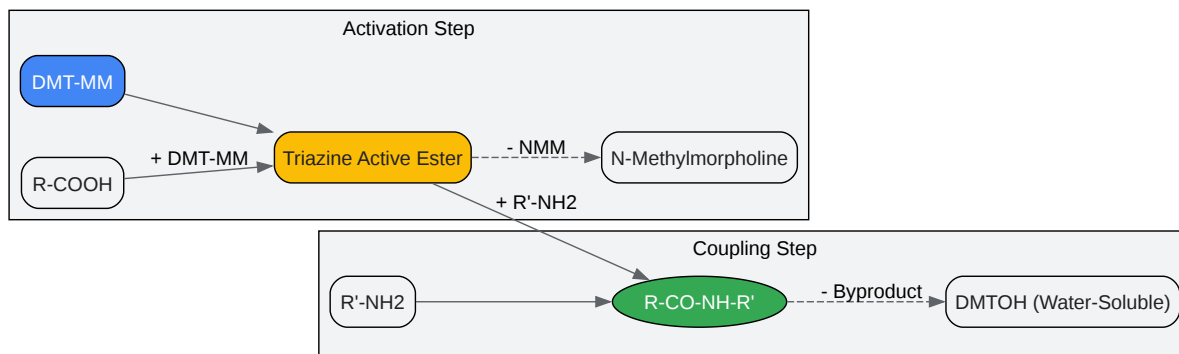 Activation Step
DMT-MM
R-COOH
+ DMT-MM
Triazine Active Ester
- NMM
N-Methylmorpholine
+ R'-NH2
Coupling Step
R'-NH2
R-CO-NH-R'
- Byproduct
DMTOH (Water-Soluble)